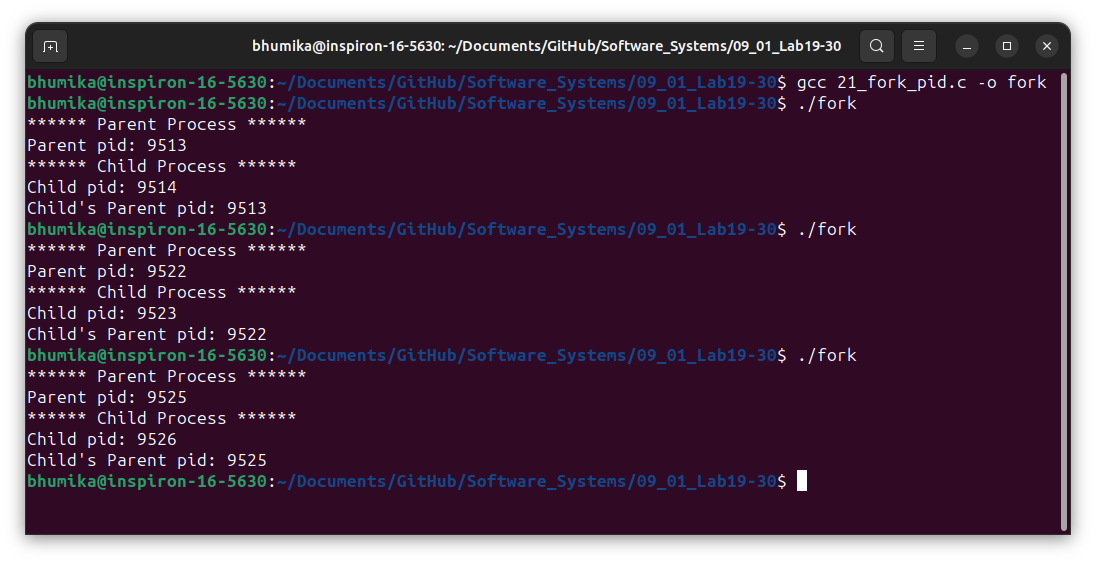 bhumika@inspiron-16-5630: ~/Documents/GitHub/Software_Systems/09_01_Lab19-30
bhumika@inspiron-16-5630:~/Documents/GitHub/Software_Systems/09_01_Lab19-30$ gcc 21_fork_pid.c -o fork
bhumika@inspiron-16-5630:~/Documents/GitHub/Software_Systems/09_01_Lab19-30$ ./fork
****** Parent Process ******
Parent pid: 9513
****** Child Process ******
Child pid: 9514
Child's Parent pid: 9513
bhumika@inspiron-16-5630:~/Documents/GitHub/Software_Systems/09_01_Lab19-30$ ./fork
****** Parent Process ******
Parent pid: 9522
****** Child Process ******
Child pid: 9523
Child's Parent pid: 9522
bhumika@inspiron-16-5630:~/Documents/GitHub/Software_Systems/09_01_Lab19-30$ ./fork
****** Parent Process ******
Parent pid: 9525
****** Child Process ******
Child pid: 9526
Child's Parent pid: 9525
bhumika@inspiron-16-5630:~/Documents/GitHub/Software_Systems/09_01_Lab19-30$